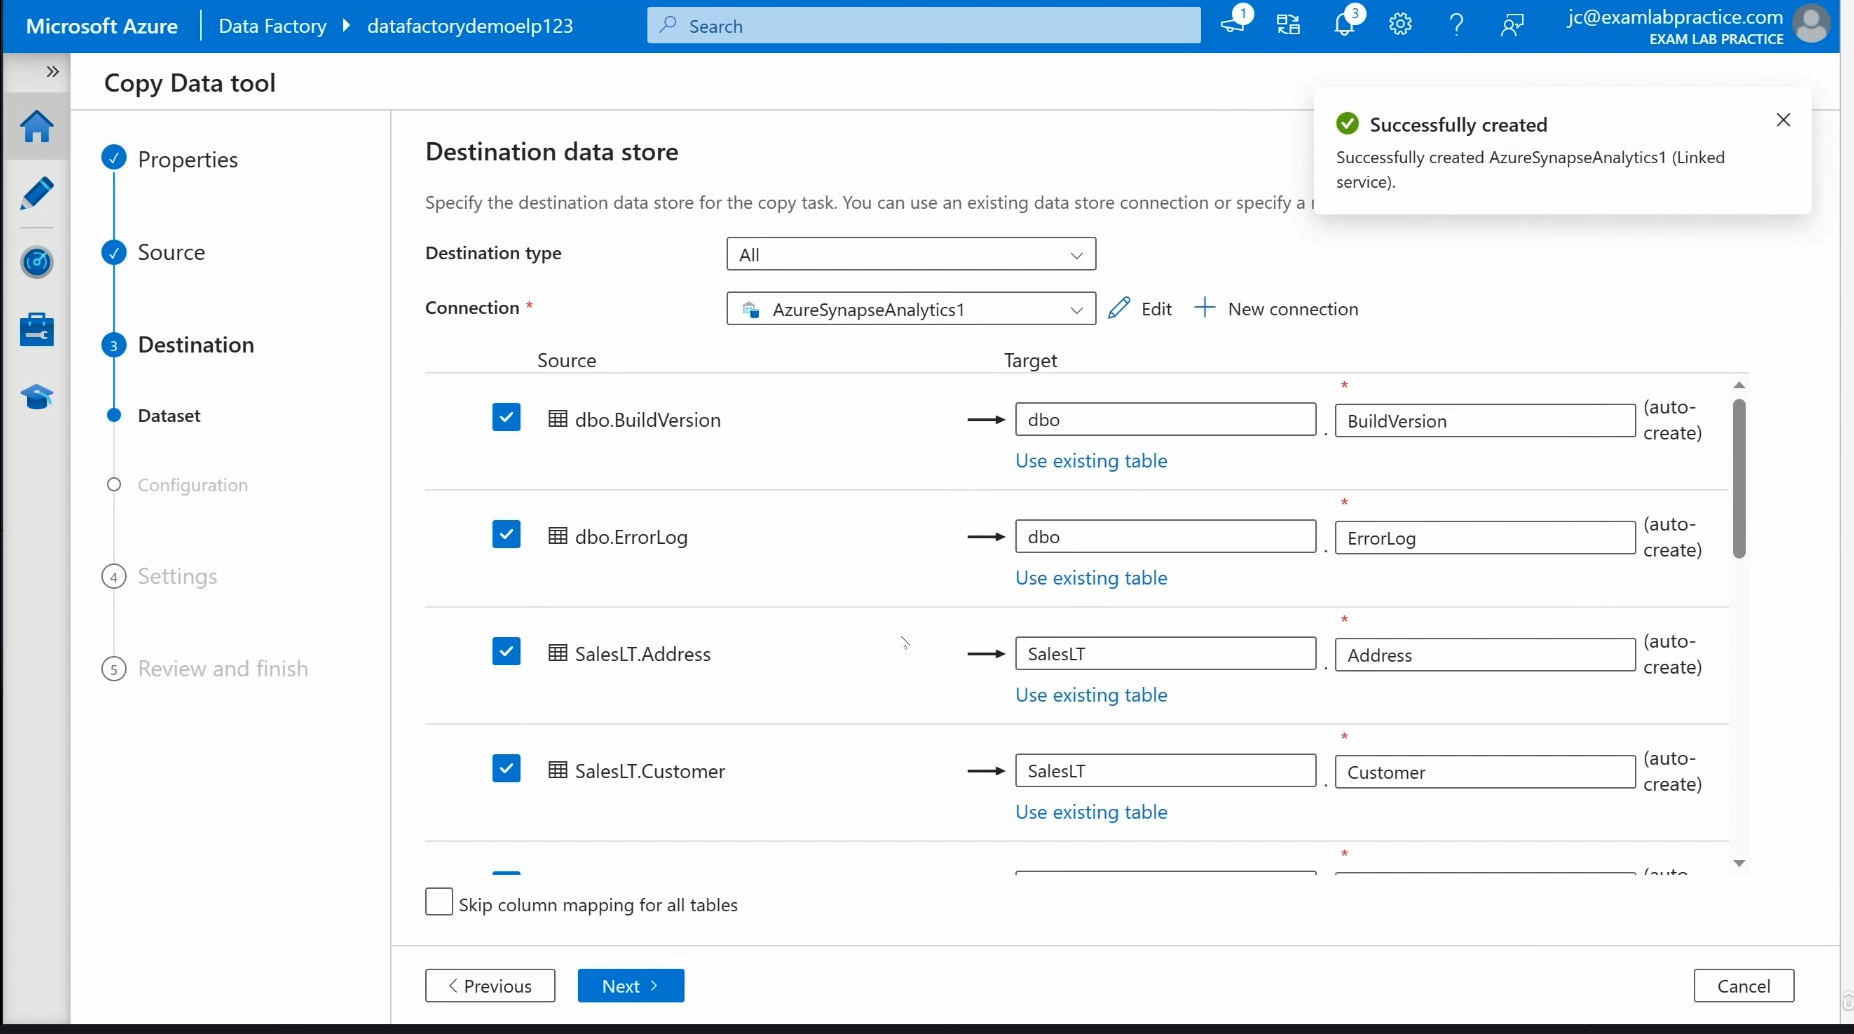 Microsoft Azure
Data Factory
datafactorydemoelp123
Search
1
3
jc@examlabpractice.com
EXAM LAB PRACTICE
Copy Data tool
Successfully created
Successfully created AzureSynapseAnalytics1 (Linked
service).
Properties
Source
3 Destination
Dataset
Configuration
4 Settings
5 Review and finish
Destination data store
Specify the destination data store for the copy task. You can use an existing data store connection or specify a
Destination type
All
Connection *
AzureSynapseAnalytics1
Edit
New connection
Source Target
dbo.BuildVersion
dbo
. * BuildVersion
(auto-
create)
Use existing table
dbo.ErrorLog
dbo
. * ErrorLog
(auto-
create)
Use existing table
SalesLT.Address
SalesLT
. * Address
(auto-
create)
Use existing table
SalesLT.Customer
SalesLT
. * Customer
(auto-
create)
Use existing table
*
Skip column mapping for all tables
< Previous
Next >
Cancel